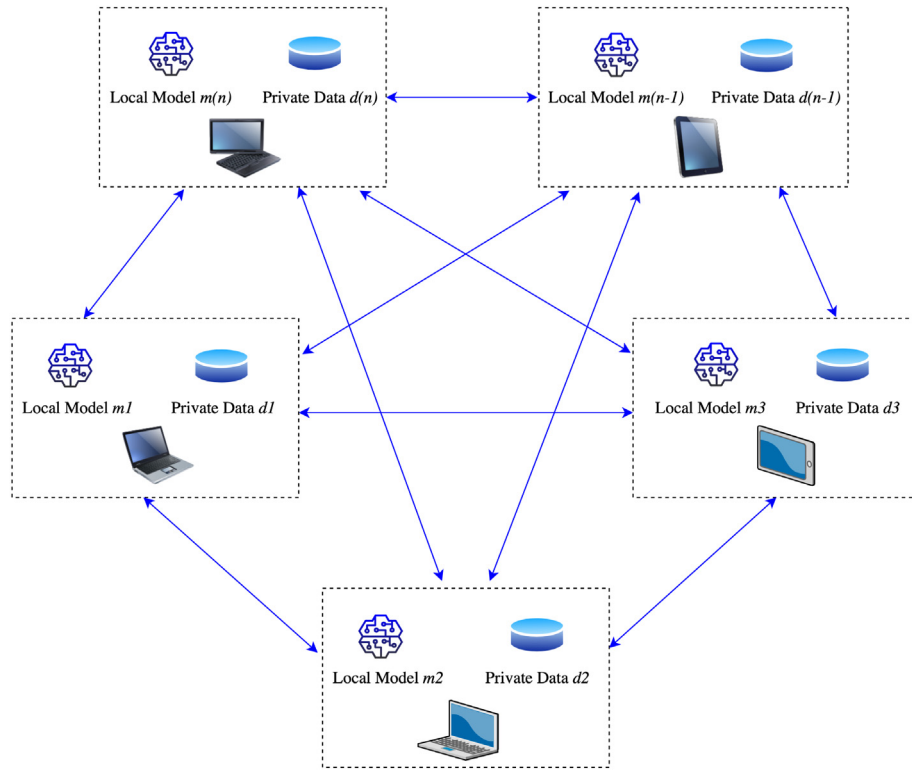 Local Model m(n) Private Data d(n)
Local Model m(n-1) Private Data d(n-1)
Local Model m1 Private Data d1
Local Model m3 Private Data d3
Local Model m2 Private Data d2